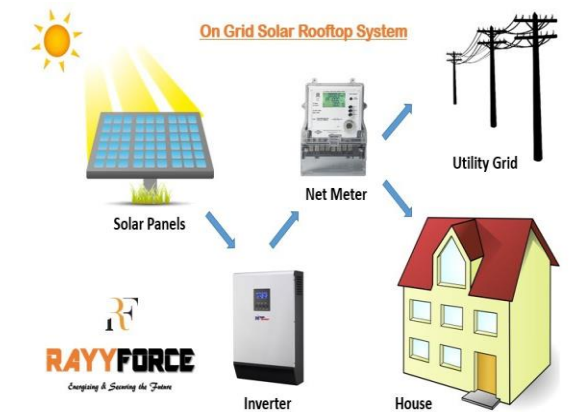 On Grid Solar Rooftop System
Utility Grid
Net Meter
Solar Panels
RF
RAYYFORCE
Energizing & Securing the Future
Inverter
House